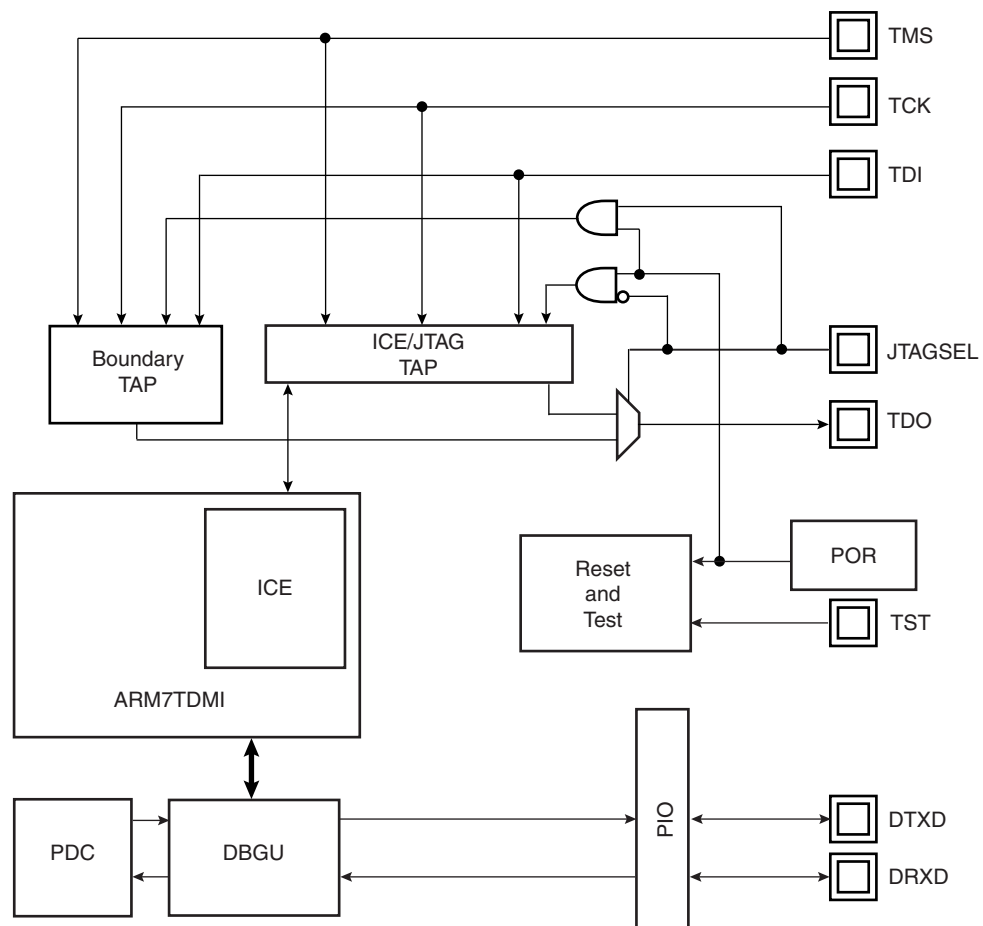 TMS
TCK
TDI
Boundary
TAP
ICE/JTAG
TAP
JTAGSEL
TDO
ICE
ARM7TDMI
Reset
and
Test
POR
TST
PDC
DBGU
PIO
DTXD
DRXD